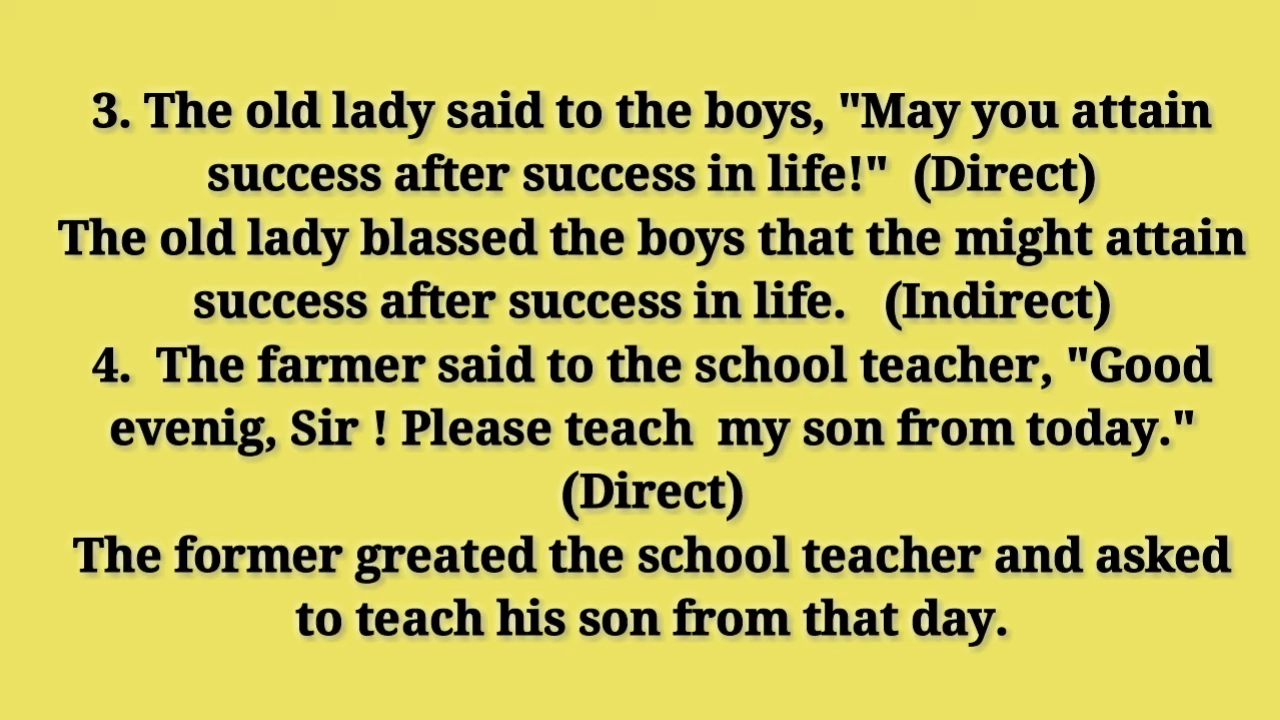 3. The old lady said to the boys, "May you attain
success after success in life!" (Direct)
The old lady blassed the boys that the might attain
success after success in life. (Indirect)
4. The farmer said to the school teacher, "Good
evenig, Sir ! Please teach my son from today."
(Direct)
The former greated the school teacher and asked
to teach his son from that day.